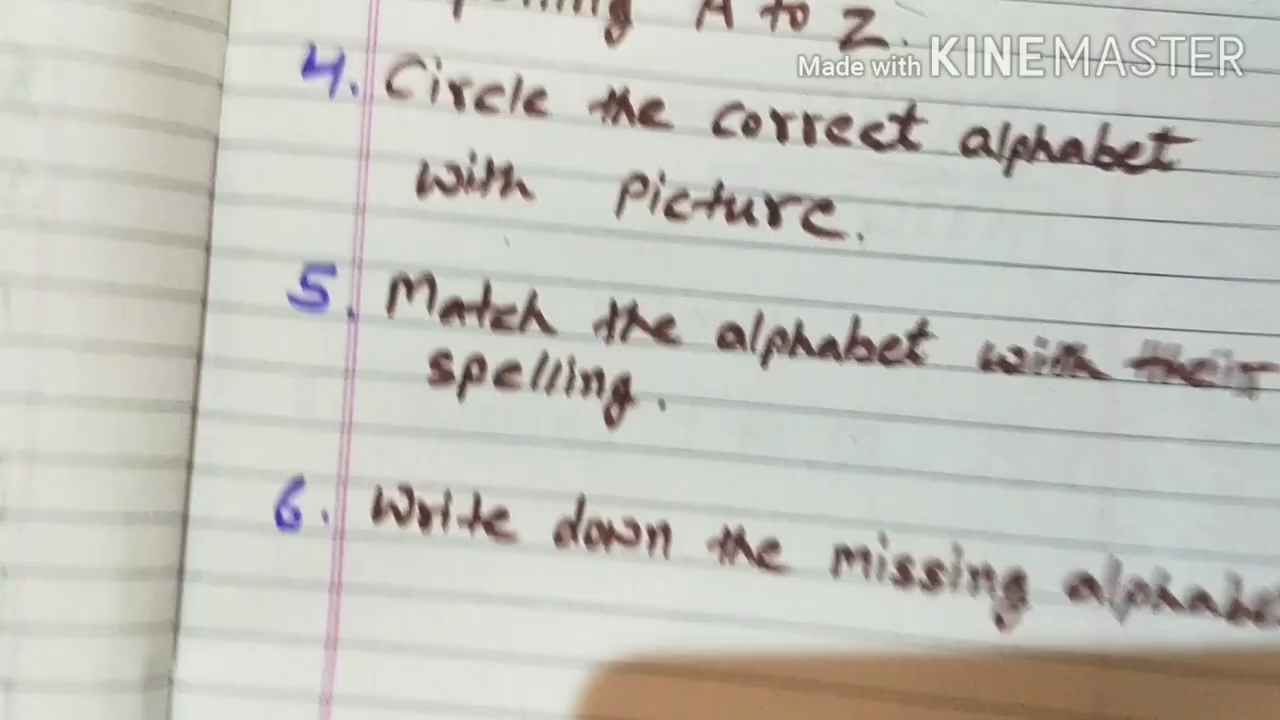 A to Z.
Made with KINEMASTER
4. Circle the correct alphabet
with Picture.
5. Match the alphabet with their
spelling.
6. Write down the missing